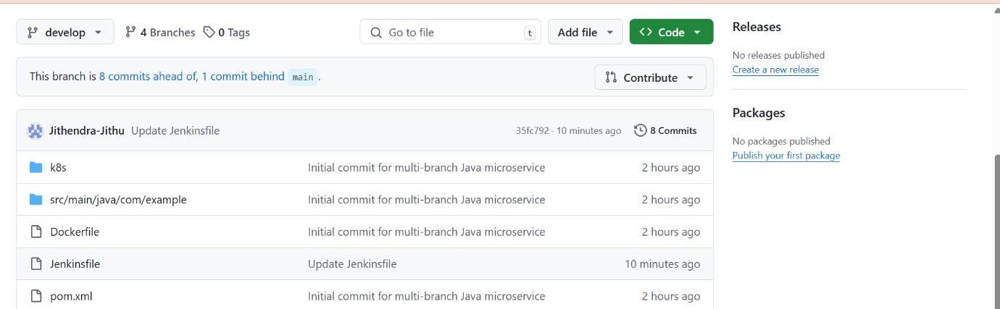 develop 4 Branches 0 Tags Go to file t Add file Code
This branch is 8 commits ahead of, 1 commit behind main .
Jithendra-Jithu Update Jenkinsfile 35fc792 · 10 minutes ago 8 Commits
k8s Initial commit for multi-branch Java microservice 2 hours ago
src/main/java/com/example Initial commit for multi-branch Java microservice 2 hours ago
Dockerfile Initial commit for multi-branch Java microservice 2 hours ago
Jenkinsfile Update Jenkinsfile 10 minutes ago
pom.xml Initial commit for multi-branch Java microservice 2 hours ago
Contribute
Releases
No releases published
Create a new release
Packages
No packages published
Publish your first package